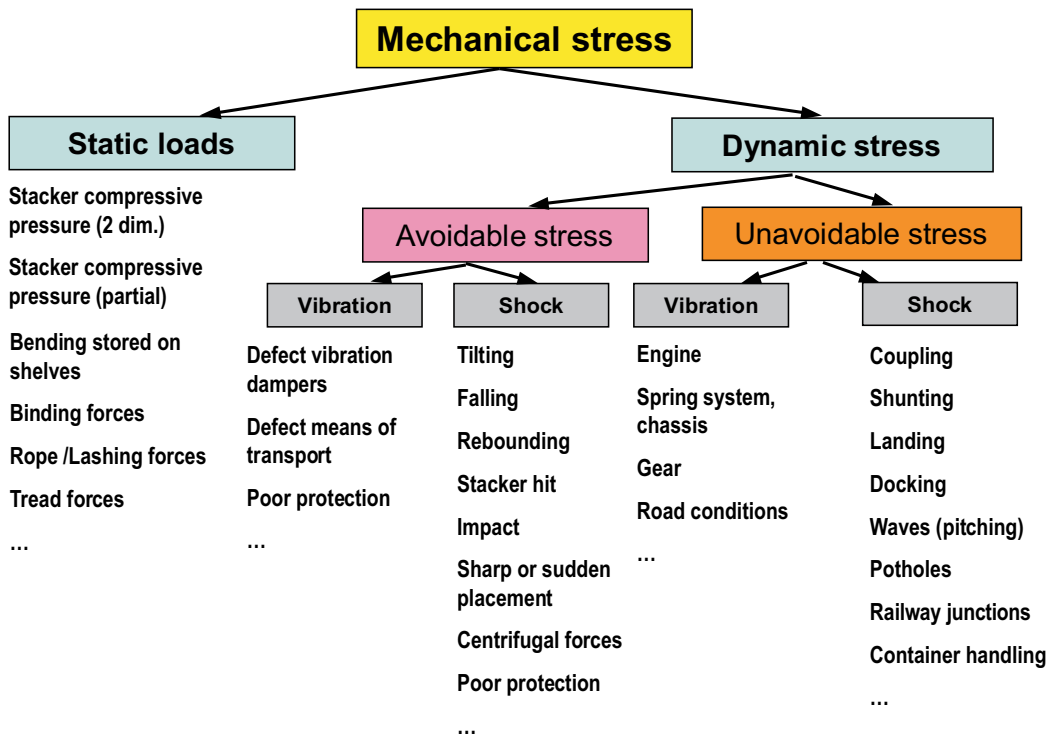 Mechanical stress
Static loads
Stacker compressive
pressure (2 dim.)
Stacker compressive
pressure (partial)
Bending stored on
shelves
Binding forces
Rope /Lashing forces
Tread forces
…
Dynamic stress
Avoidable stress
Vibration
Defect vibration
dampers
Defect means of
transport
Poor protection
…
Shock
Tilting
Falling
Rebounding
Stacker hit
Impact
Sharp or sudden
placement
Centrifugal forces
Poor protection
…
Unavoidable stress
Vibration
Engine
Spring system,
chassis
Gear
Road conditions
…
Shock
Coupling
Shunting
Landing
Docking
Waves (pitching)
Potholes
Railway junctions
Container handling
…